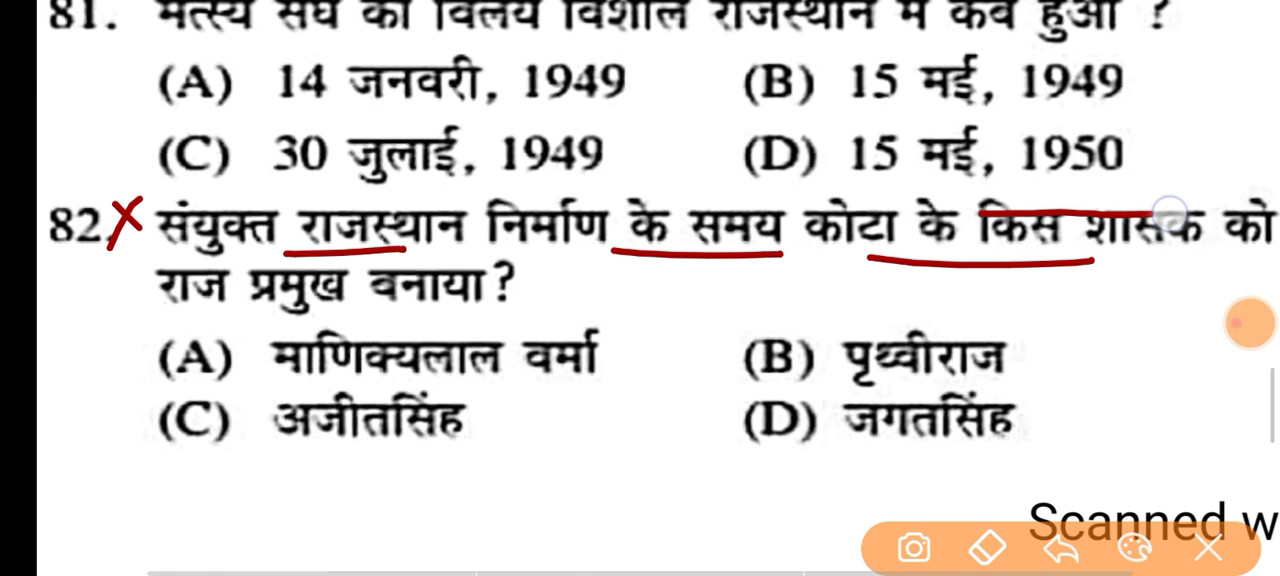 81. मत्स्य संघ का विलय विशाल राजस्थान में कब हुआ ?
(A) 14 जनवरी, 1949 (B) 15 मई, 1949
(C) 30 जुलाई, 1949 (D) 15 मई, 1950
82. संयुक्त राजस्थान निर्माण के समय कोटा के किस शासक को
राज प्रमुख बनाया?
(A) माणिक्यलाल वर्मा (B) पृथ्वीराज
(C) अजीतसिंह (D) जगतसिंह
Scanned w